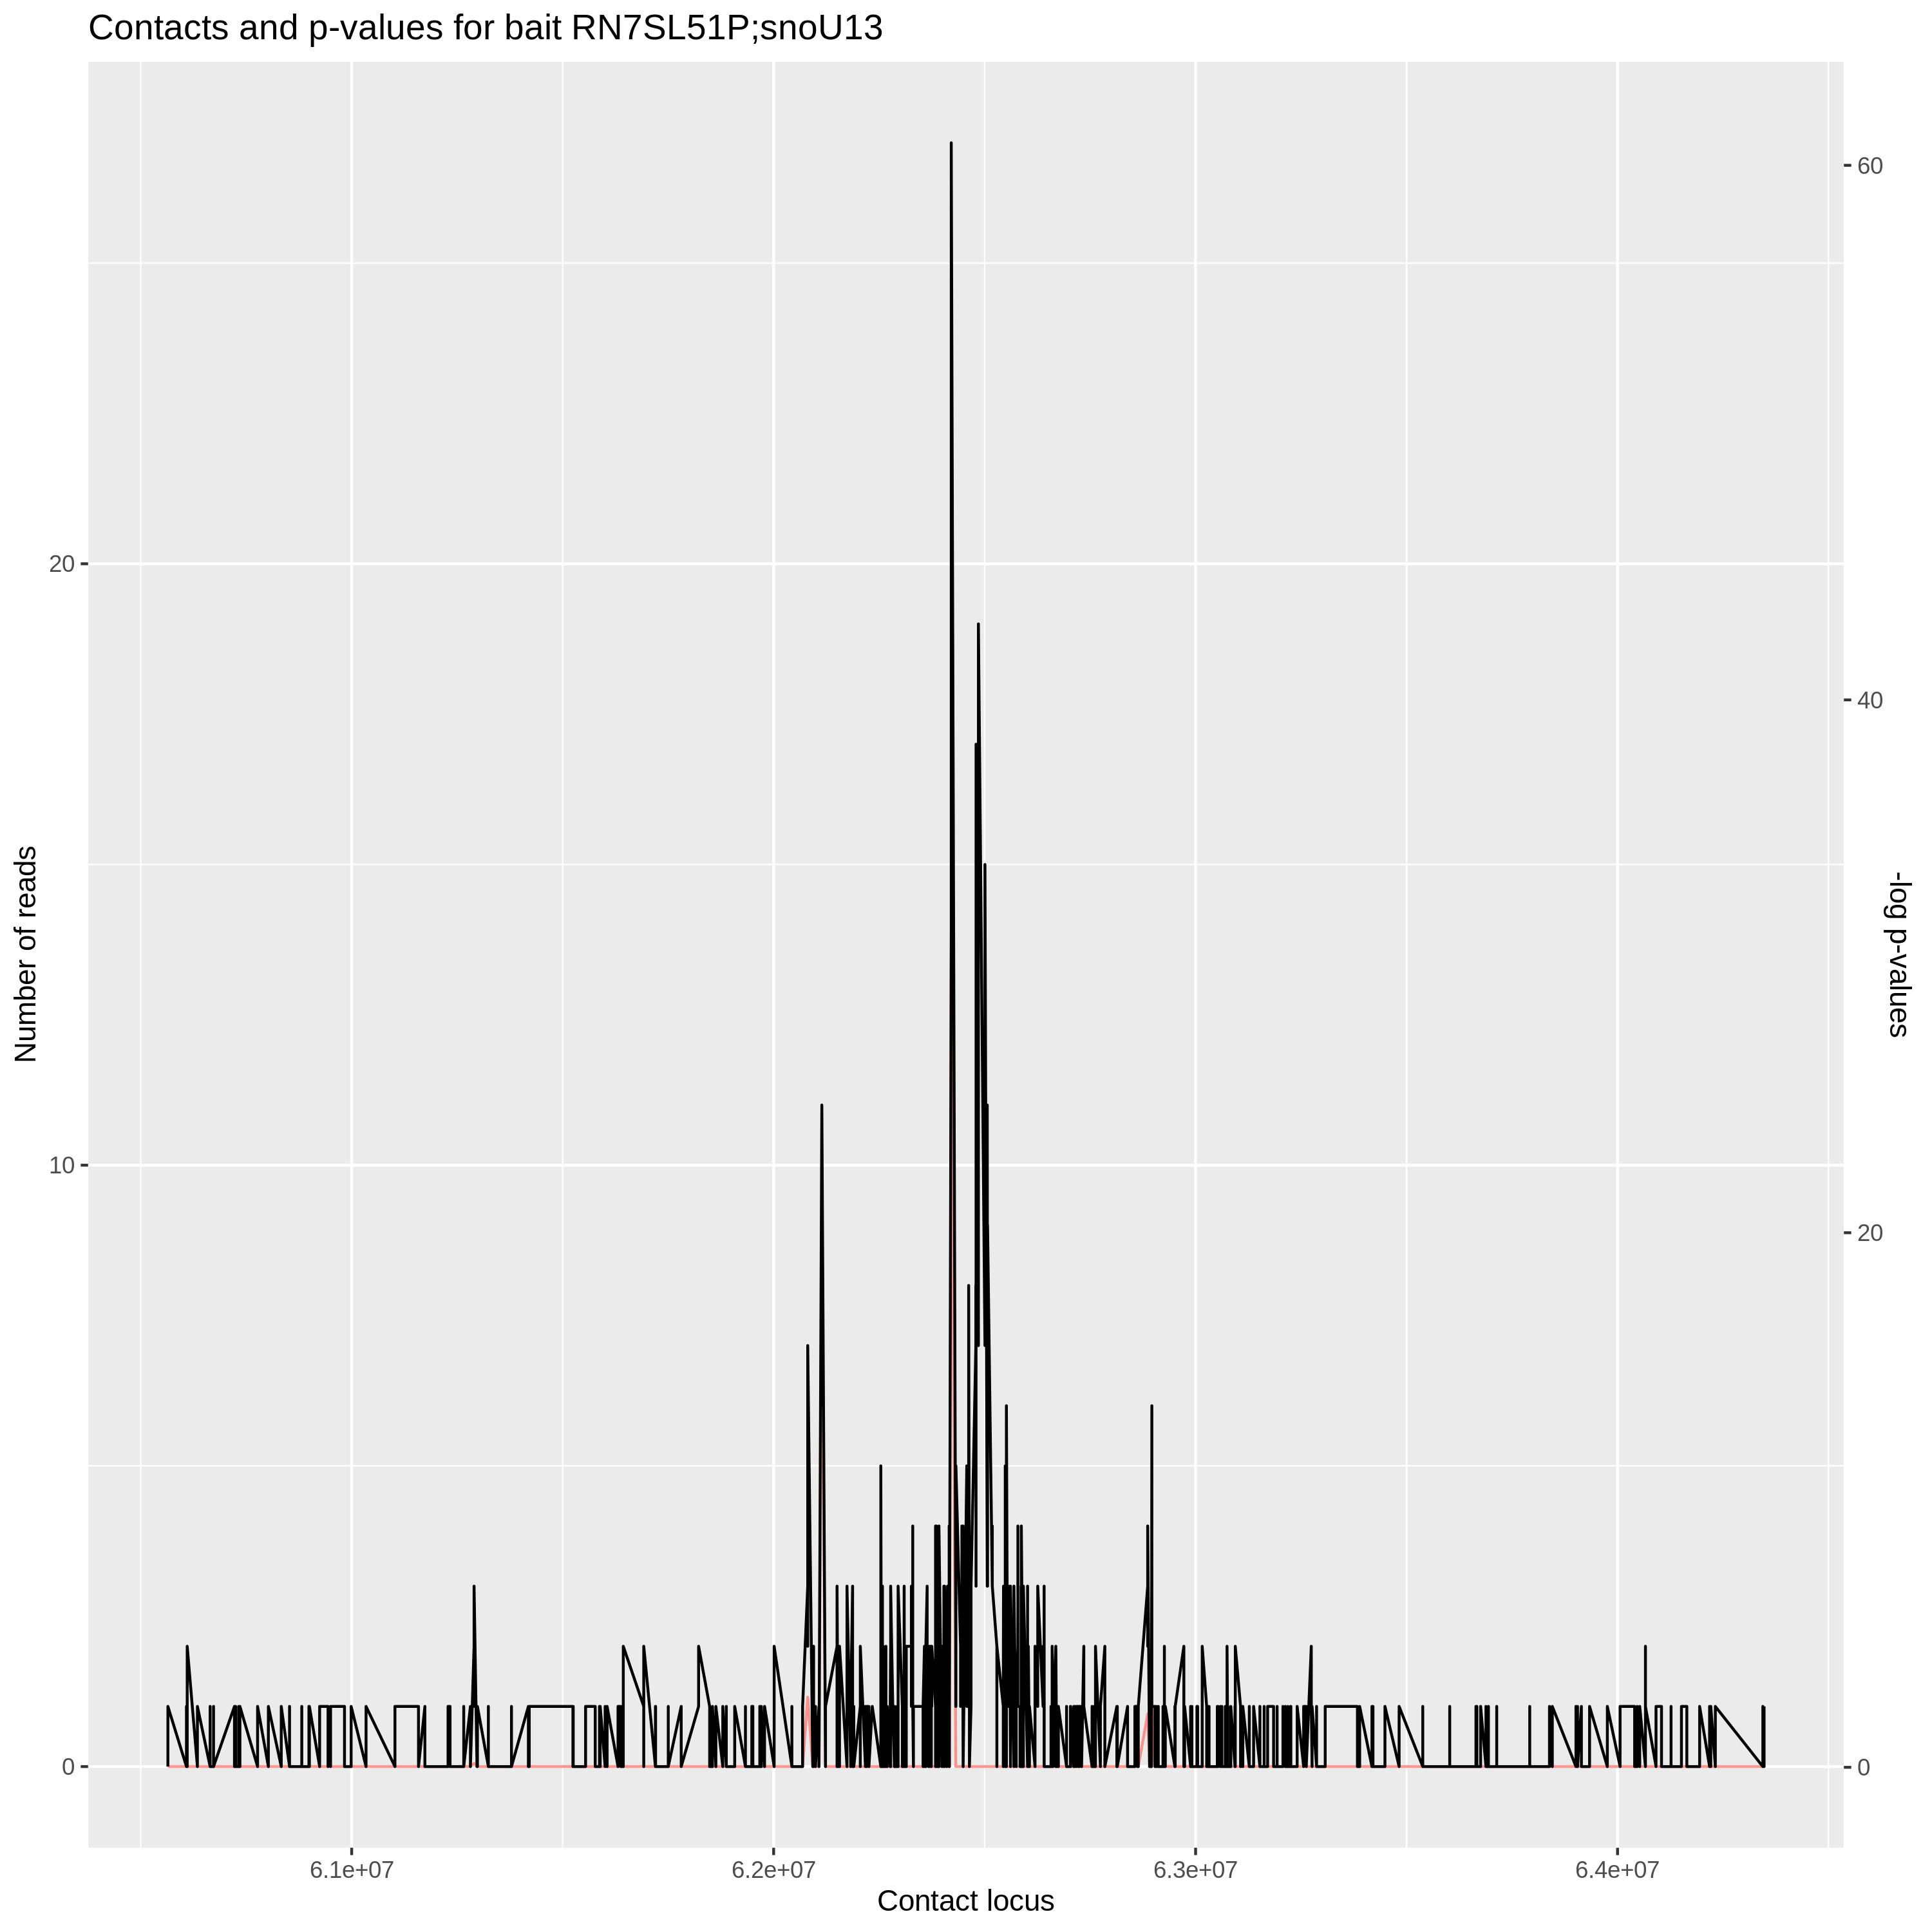 Contacts and p-values for bait RN7SL51P;snoU13
60
20
40
Number of reads
-log p-values
10
20
0
0
6.1e+07
6.2e+07
6.3e+07
6.4e+07
Contact locus